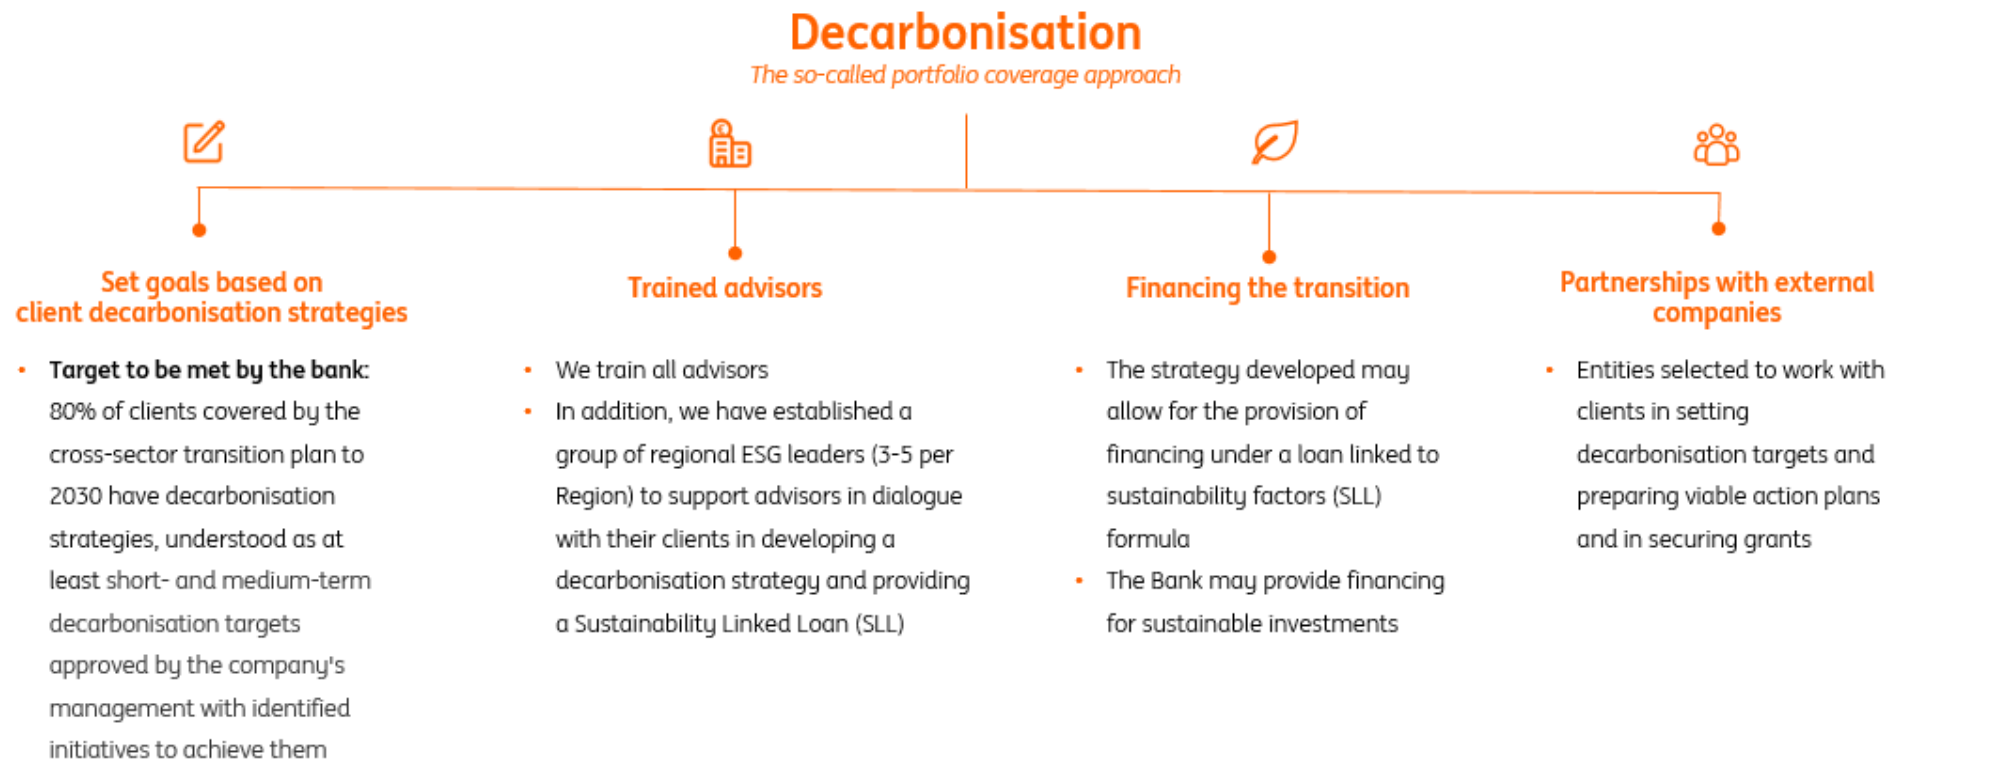 Decarbonisation
The so-called portfolio coverage approach
Set goals based on
client decarbonisation strategies
• Target to be met by the bank:
80% of clients covered by the
cross-sector transition plan to
2030 have decarbonisation
strategies, understood as at
least short- and medium-term
decarbonisation targets
approved by the company's
management with identified
initiatives to achieve them
Trained advisors
• We train all advisors
• In addition, we have established a
group of regional ESG leaders (3-5 per
Region) to support advisors in dialogue
with their clients in developing a
decarbonisation strategy and providing
a Sustainability Linked Loan (SLL)
Financing the transition
• The strategy developed may
allow for the provision of
financing under a loan linked to
sustainability factors (SLL)
formula
• The Bank may provide financing
for sustainable investments
Partnerships with external
companies
• Entities selected to work with
clients in setting
decarbonisation targets and
preparing viable action plans
and in securing grants